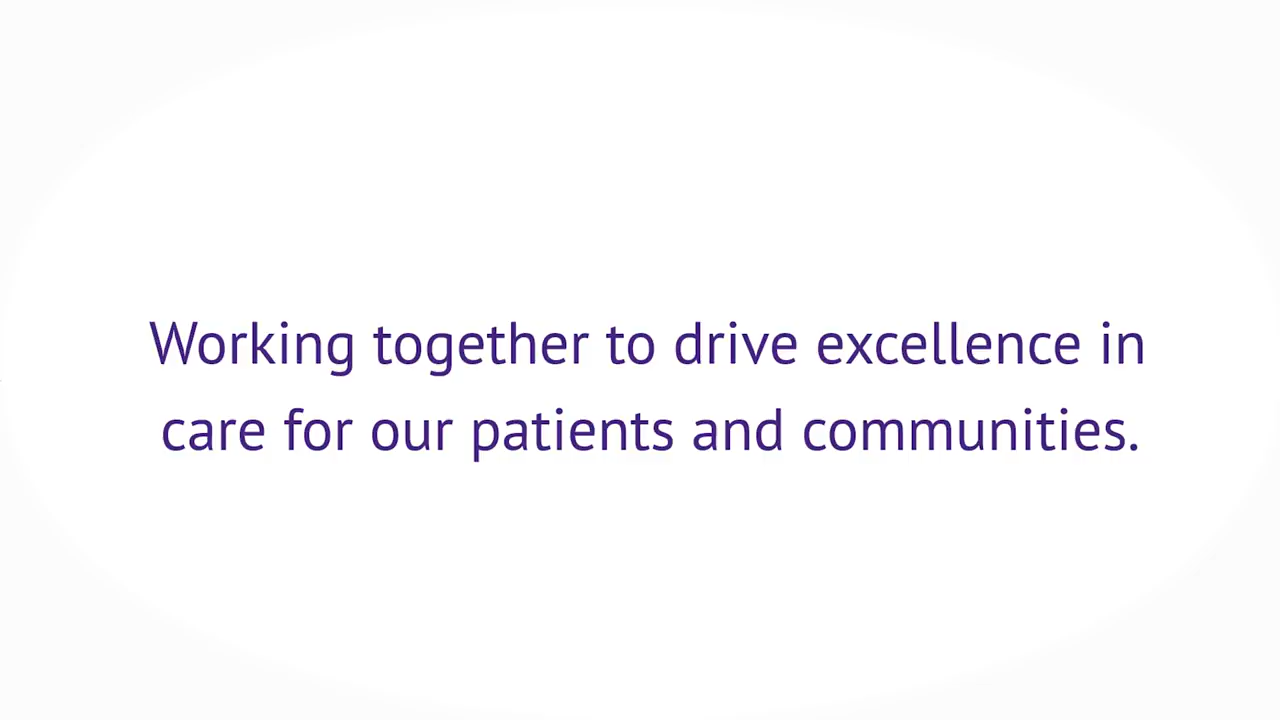 Working together to drive excellence in
care for our patients and communities.